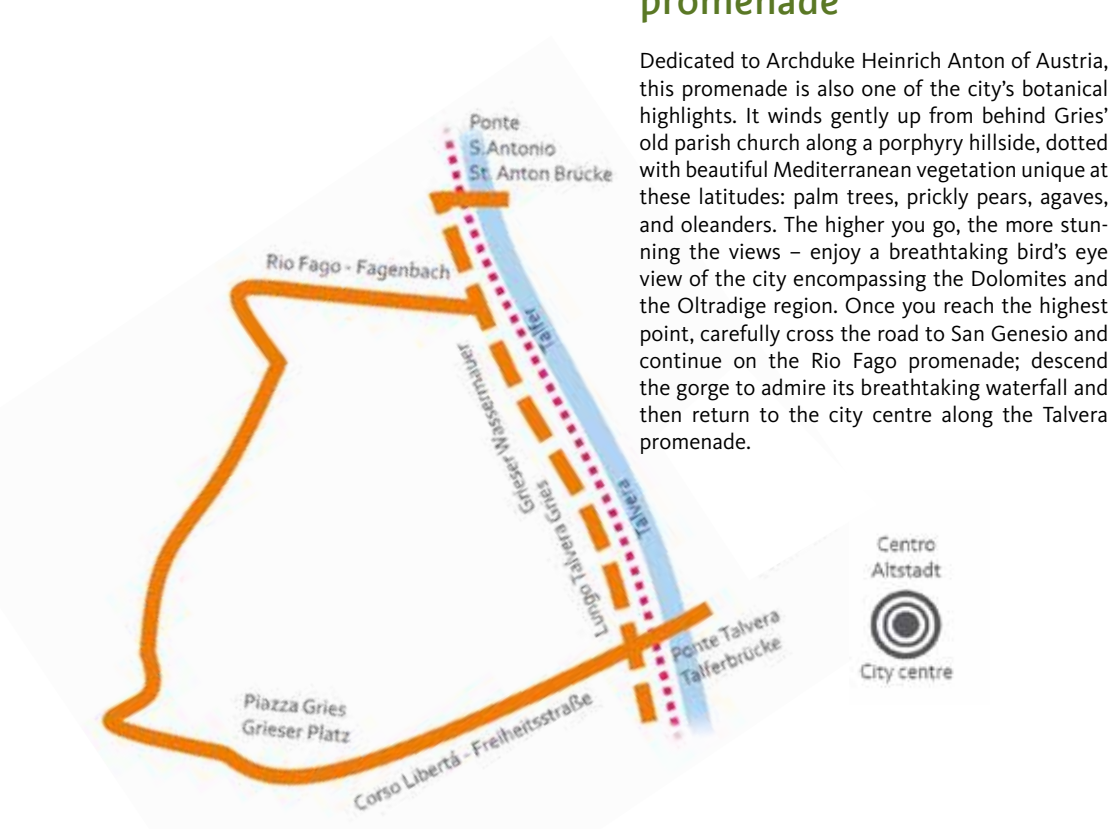 promenade
Dedicated to Archduke Heinrich Anton of Austria,
this promenade is also one of the city's botanical
highlights. It winds gently up from behind Gries'
old parish church along a porphyry hillside, dotted
with beautiful Mediterranean vegetation unique at
these latitudes: palm trees, prickly pears, agaves,
and oleanders. The higher you go, the more stun-
ning the views – enjoy a breathtaking bird's eye
view of the city encompassing the Dolomites and
the Oltradige region. Once you reach the highest
point, carefully cross the road to San Genesio and
continue on the Rio Fago promenade; descend
the gorge to admire its breathtaking waterfall and
then return to the city centre along the Talvera
promenade.
Ponte
S.Antonio
St. Anton Brücke
Rio Fago - Fagenbach
Talfer
Grieser Wassermauer
Lungo Talvera Gries
Talvera
Ponte Talvera
Talferbrücke
Piazza Gries
Grieser Platz
Corso Libertá - Freiheitsstraße
Centro
Altstadt
City centre